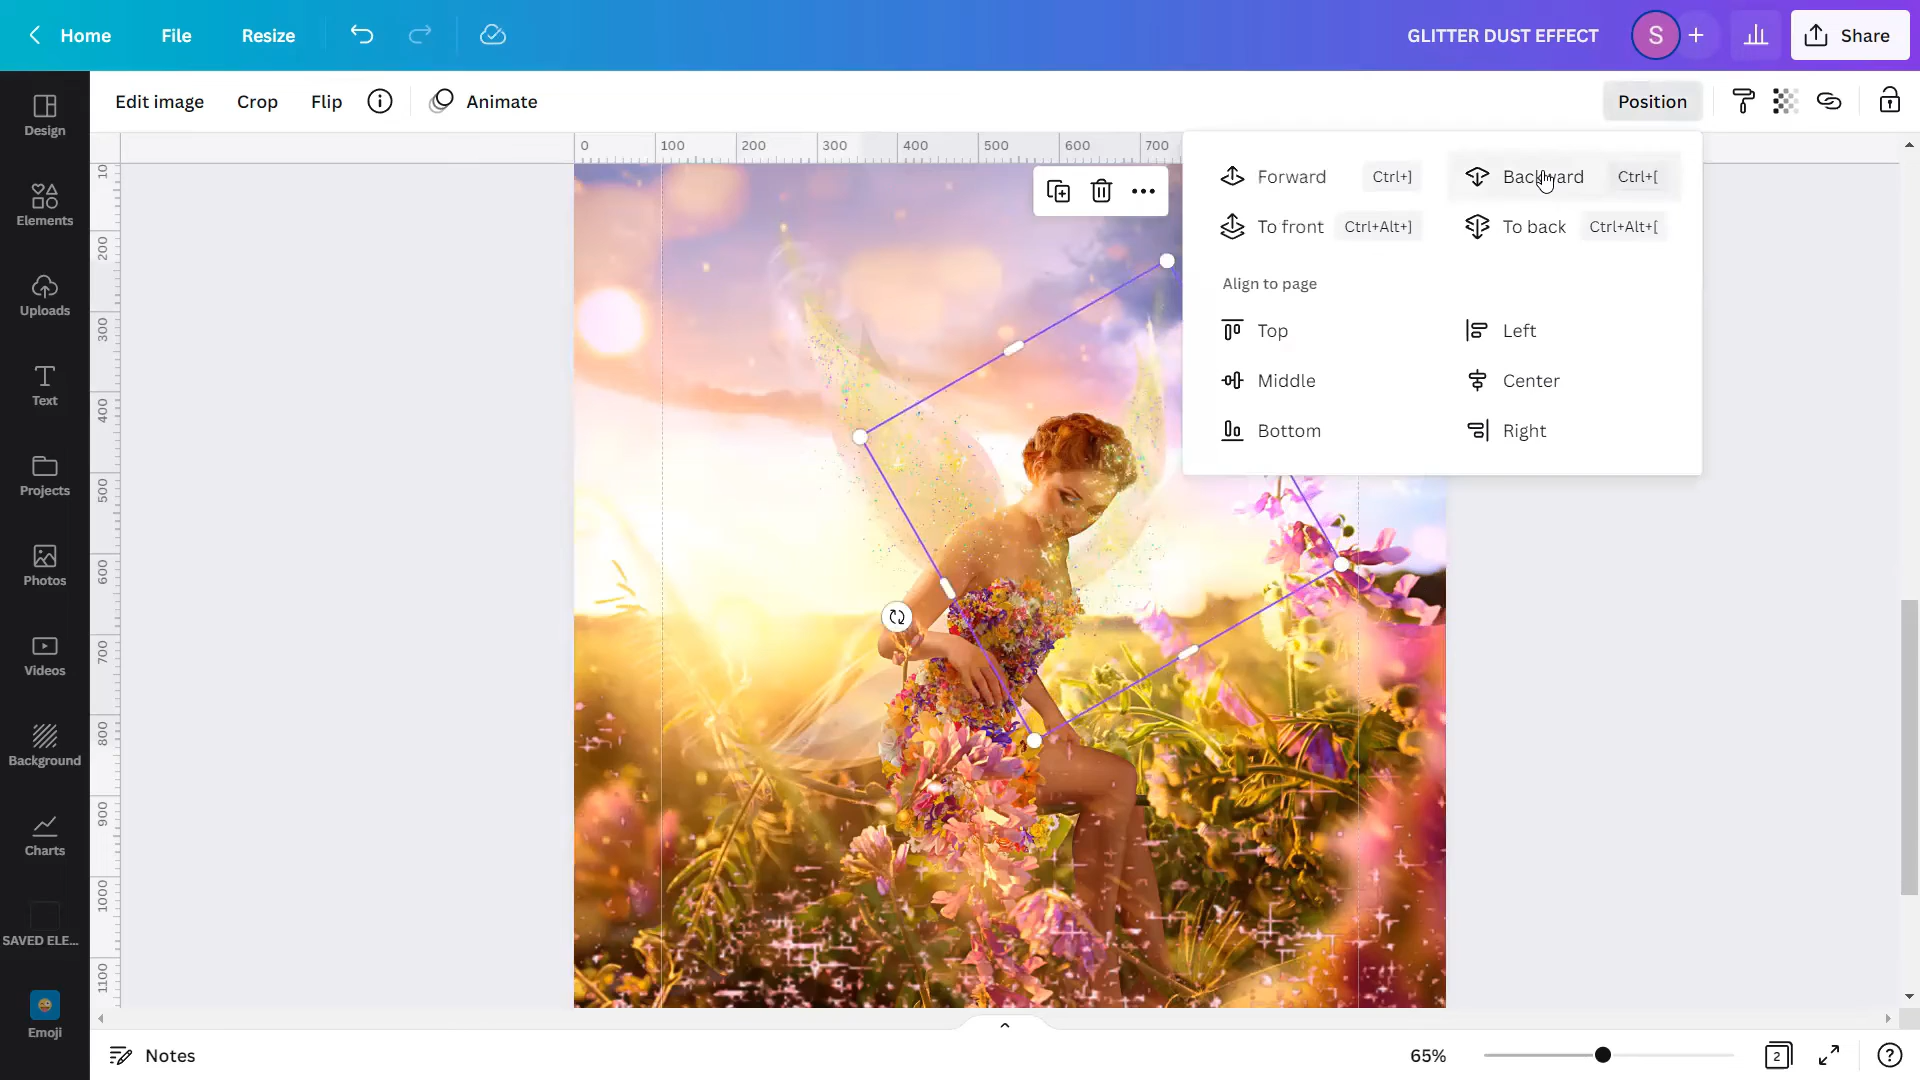 Home
File
Resize
GLITTER DUST EFFECT
S
Share
Edit image
Crop
Flip
Animate
Position
Design
Elements
Uploads
Text
Projects
Photos
Videos
Background
Charts
SAVED ELE...
Emoji
0 100 200 300 400 500 600 700
10
200
300
400
500
600
700
800
900
1000
1100
Forward Ctrl+]
Backward Ctrl+[
To front Ctrl+Alt+]
To back Ctrl+Alt+[
Align to page
Top
Left
Middle
Center
Bottom
Right
Notes
65%
2